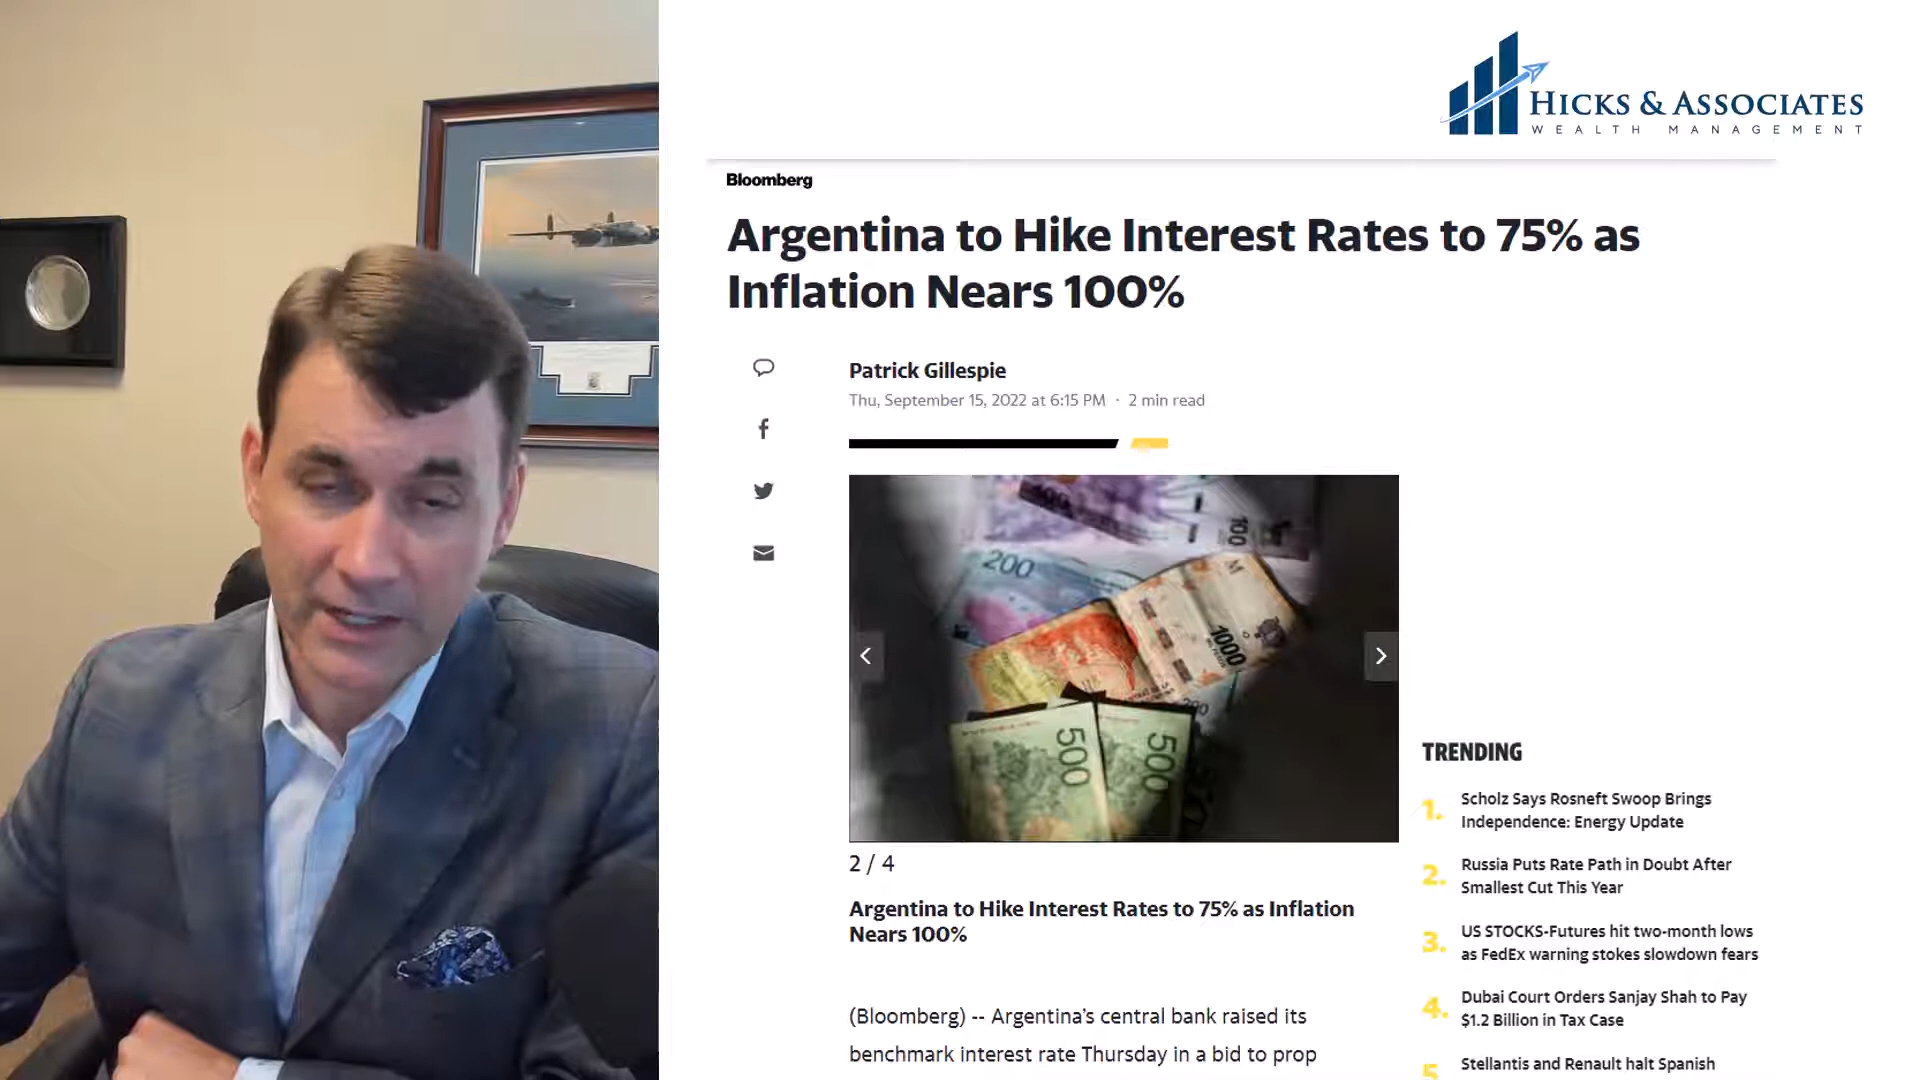 HICKS & ASSOCIATES
WEALTH MANAGEMENT
Bloomberg
Argentina to Hike Interest Rates to 75% as
Inflation Nears 100%
Patrick Gillespie
Thu, September 15, 2022 at 6:15 PM · 2 min read
100
100
200
1000
200
500
500
2 / 4
Argentina to Hike Interest Rates to 75% as Inflation
Nears 100%
(Bloomberg) -- Argentina's central bank raised its
benchmark interest rate Thursday in a bid to prop
TRENDING
1. Scholz Says Rosneft Swoop Brings
Independence: Energy Update
2. Russia Puts Rate Path in Doubt After
Smallest Cut This Year
3. US STOCKS-Futures hit two-month lows
as FedEx warning stokes slowdown fears
4. Dubai Court Orders Sanjay Shah to Pay
$1.2 Billion in Tax Case
5 Stellantis and Renault halt Spanish